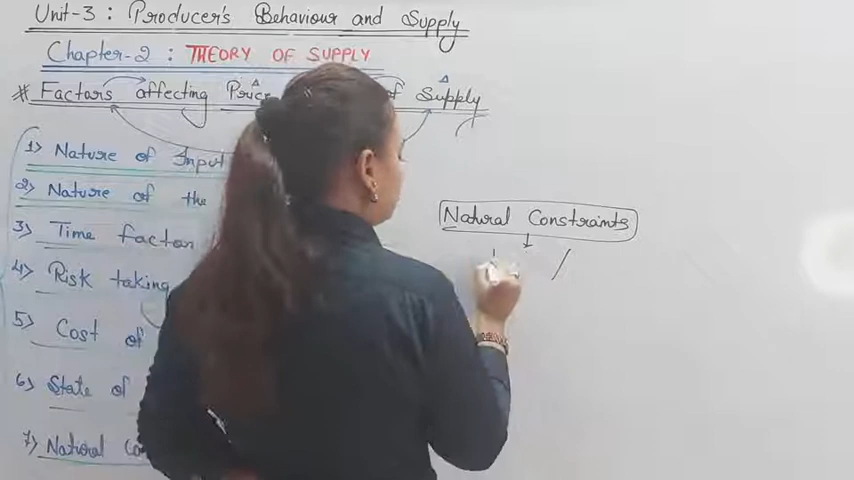 Unit-3 : Producer's Behaviour and Supply
Chapter-2 : THEORY OF SUPPLY
# Factors affecting Price of Supply
1> Nature of Input
2> Nature of the
3> Time factor
4> Risk taking
5> Cost of
6> State of
7> Natural
Natural Constraints